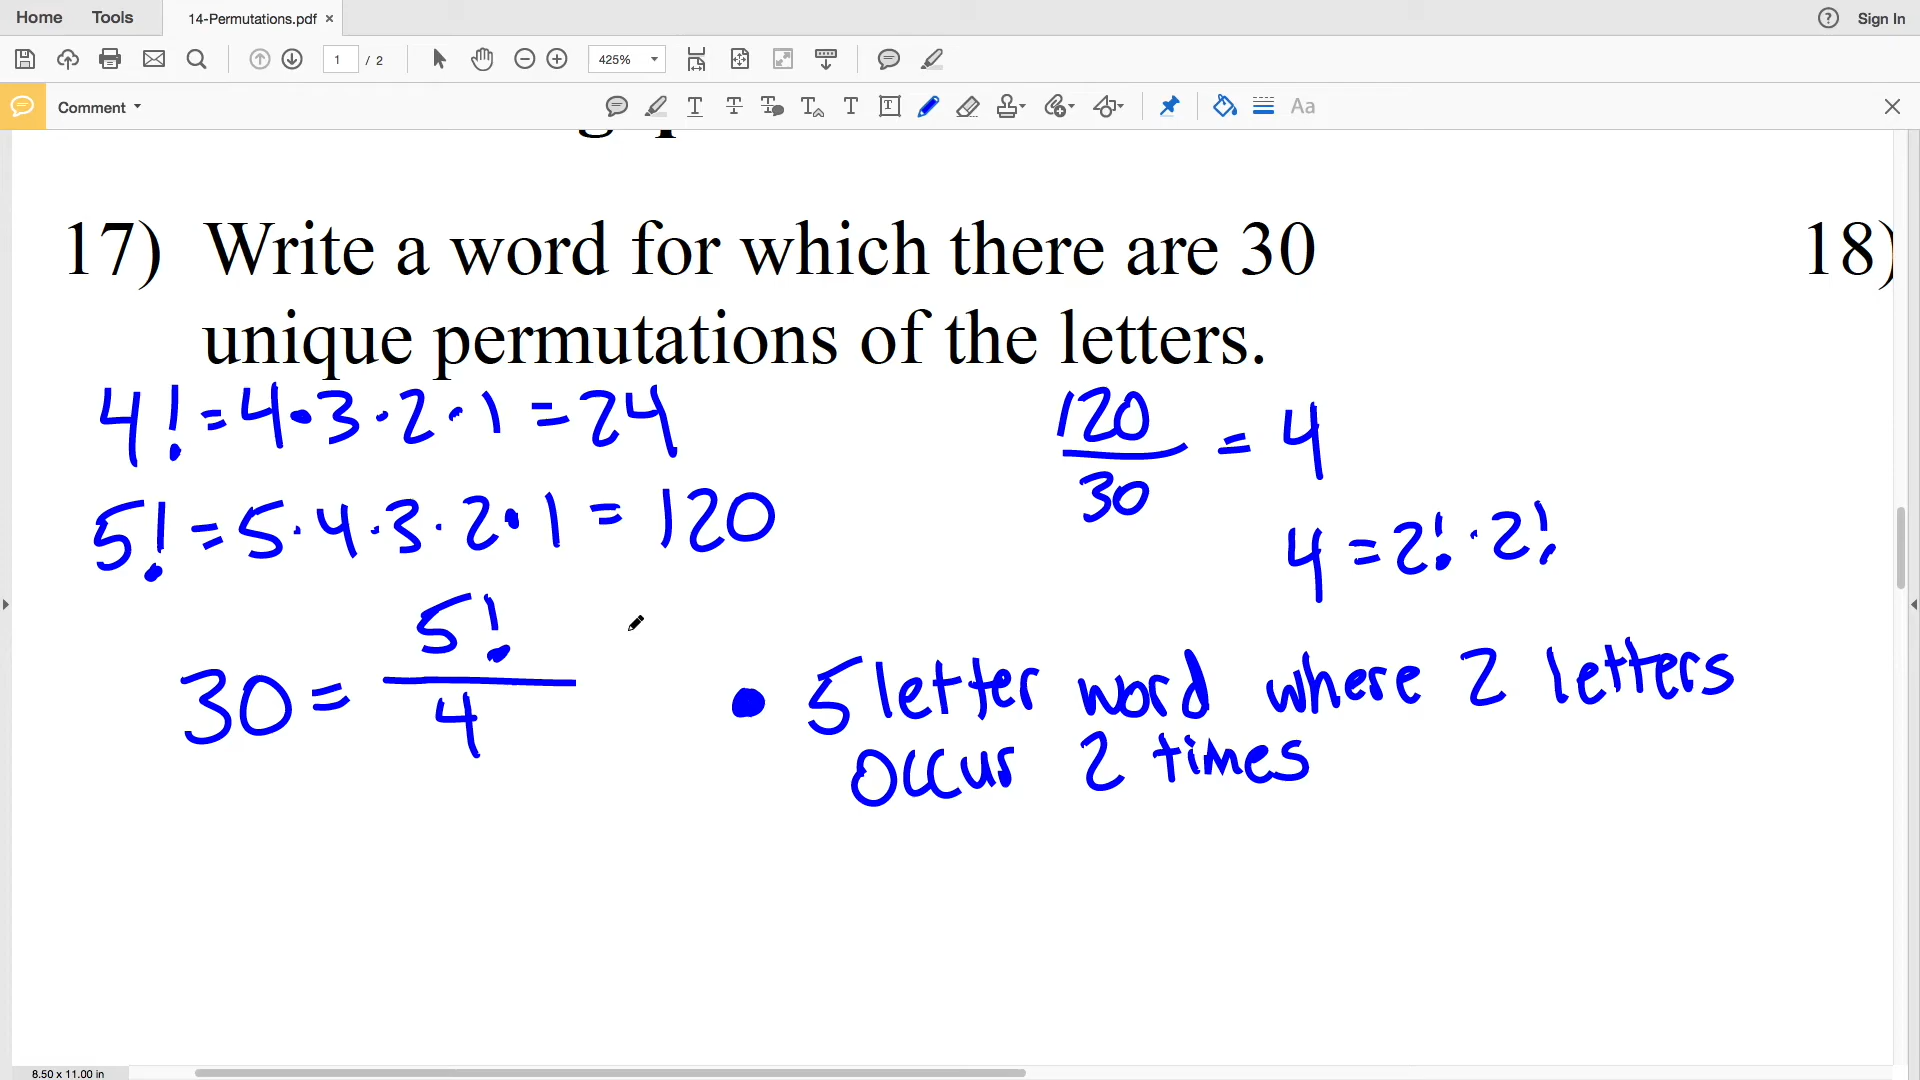 Home Tools 14-Permutations.pdf × ? Sign In
1 / 2 425%
Comment T T T T T T Aa
17) Write a word for which there are 30 18)
unique permutations of the letters.
4! = 4 · 3 · 2 · 1 = 24
5! = 5 · 4 · 3 · 2 · 1 = 120
30 = 5! / 4
120 / 30 = 4
4 = 2! · 2!
• 5 letter word where 2 letters
occur 2 times
8.50 x 11.00 in